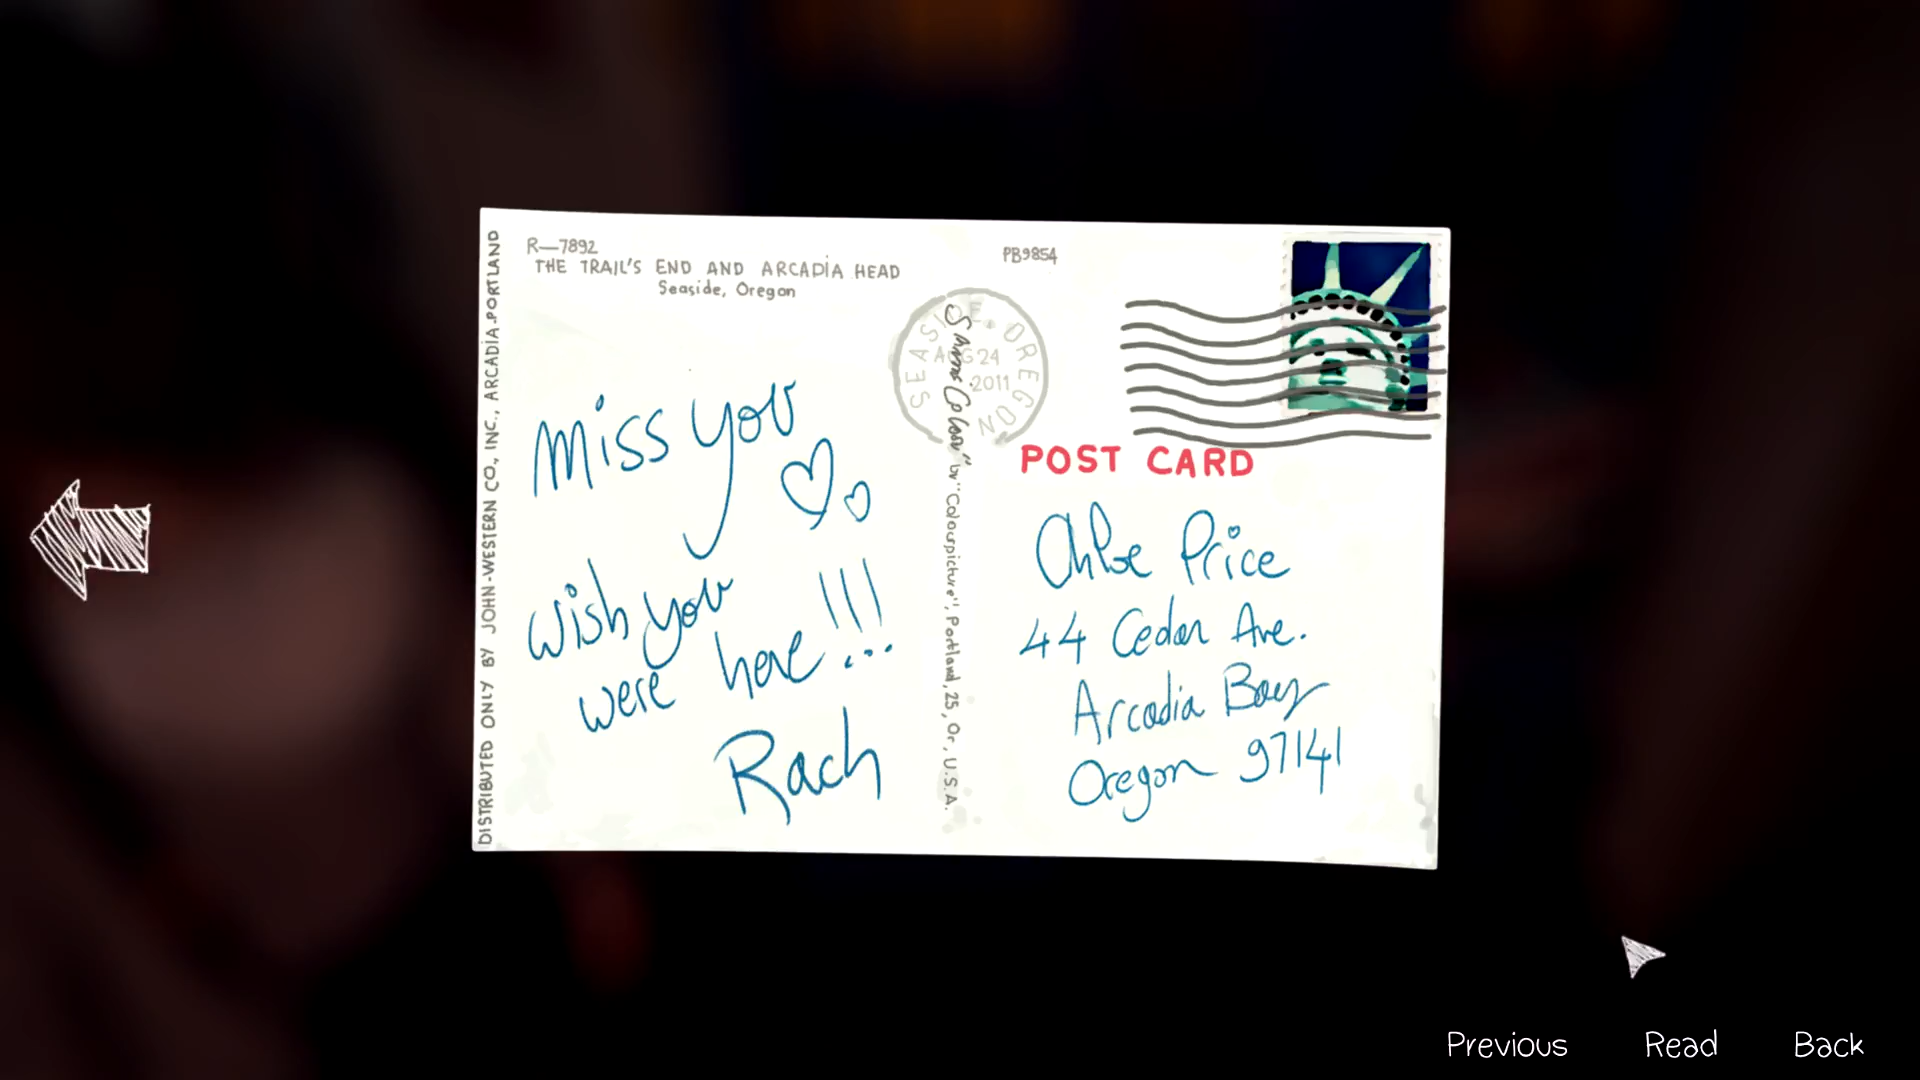 R—7892
THE TRAIL'S END AND ARCADIA HEAD
Seaside, Oregon
DISTRIBUTED ONLY BY JOHN-WESTERN CO., INC., ARCADIA-PORTLAND
Miss you
wish you
were here!!!
Rach
PB9854
SEASIDE, OREGON
AUG 24
2011
by "Colourpicture", Portland, 25, Or, U.S.A.
POST CARD
Chloe Price
44 Cedar Ave.
Arcadia Bay
Oregon 97141
Previous
Read
Back